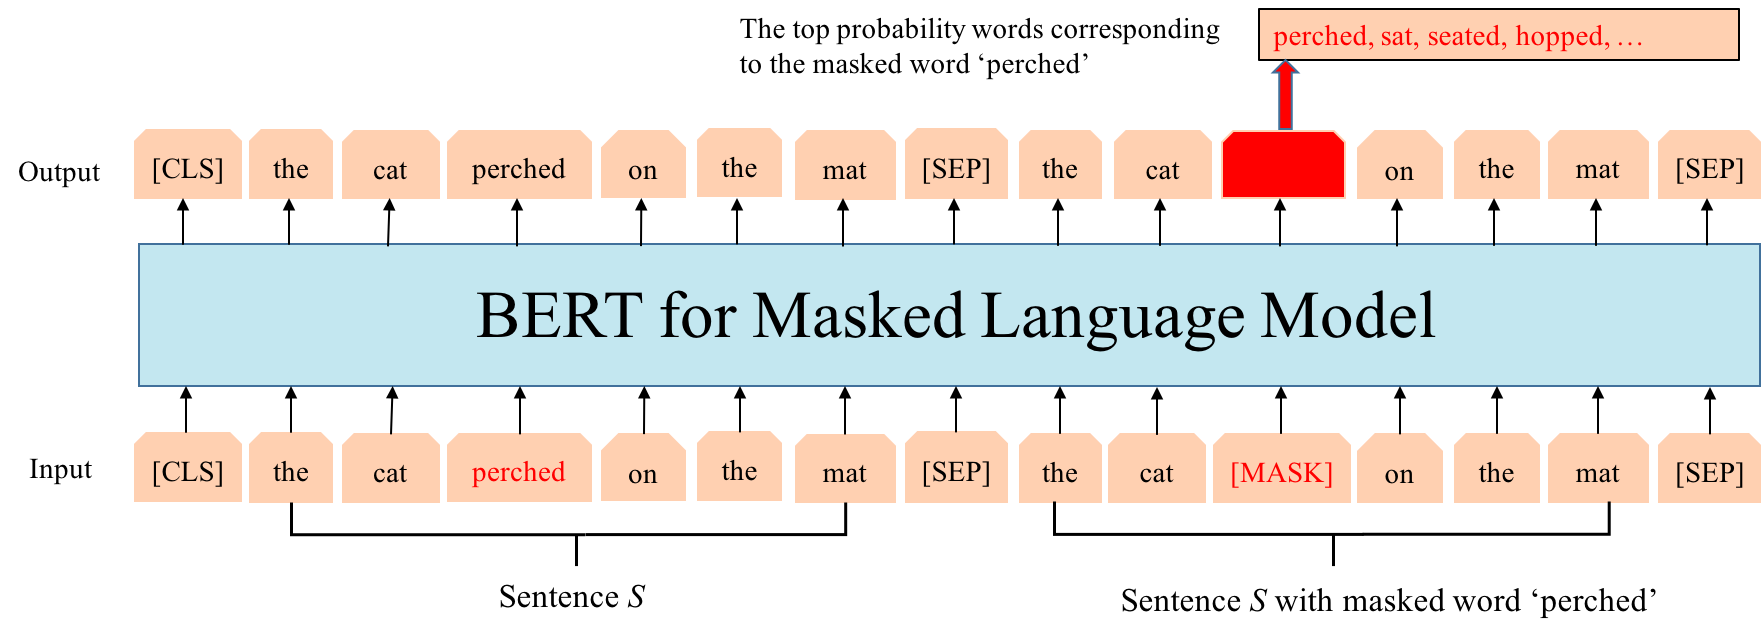 The top probability words corresponding
to the masked word ‘perched’
perched, sat, seated, hopped, …
Output
[CLS] the cat perched on the mat [SEP] the cat on the mat [SEP]
BERT for Masked Language Model
Input
[CLS] the cat perched on the mat [SEP] the cat [MASK] on the mat [SEP]
Sentence S
Sentence S with masked word ‘perched’